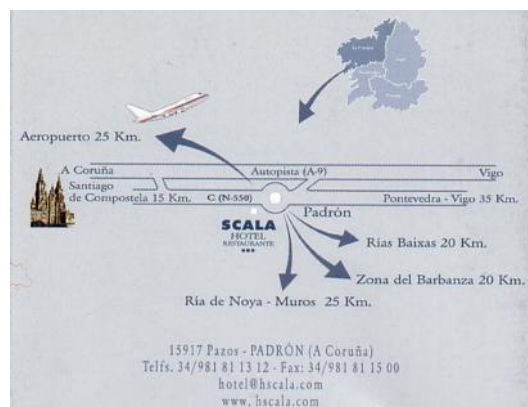 Aeropuerto 25 Km.
A Coruña Autopista (A-9) Vigo
Santiago
de Compostela 15 Km. C (N-550) Pontevedra - Vigo 35 Km.
Padrón
SCALA
HOTEL
RESTAURANTE
Rías Baixas 20 Km.
Zona del Barbanza 20 Km.
Ría de Noya - Muros 25 Km.
15917 Pazos - PADRÓN (A Coruña)
Telfs. 34/981 81 13 12 - Fax: 34/981 81 15 00
hotel@hscala.com
www. hscala.com